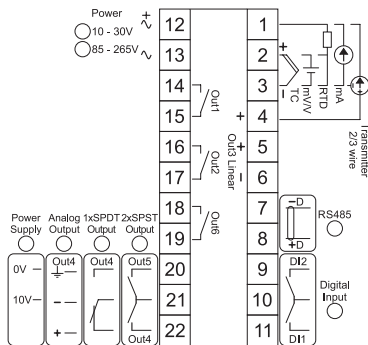 Power
+
~
10 - 30V
85 - 265V
~
12
13
14
15
16
17
18
19
20
21
22
1
2
3
4
5
6
7
8
9
10
11
Out1
Out2
Out6
+
+
-
Out3 Linear
+
-
TC
mV/V
RTD
mA
Transmitter
2/3 wire
-D
+D
RS485
DI2
DI1
Digital
Input
Power
Supply
0V
10V
Analog
Output
Out4
-
+
1xSPDT
Output
Out4
2xSPST
Output
Out5
Out4